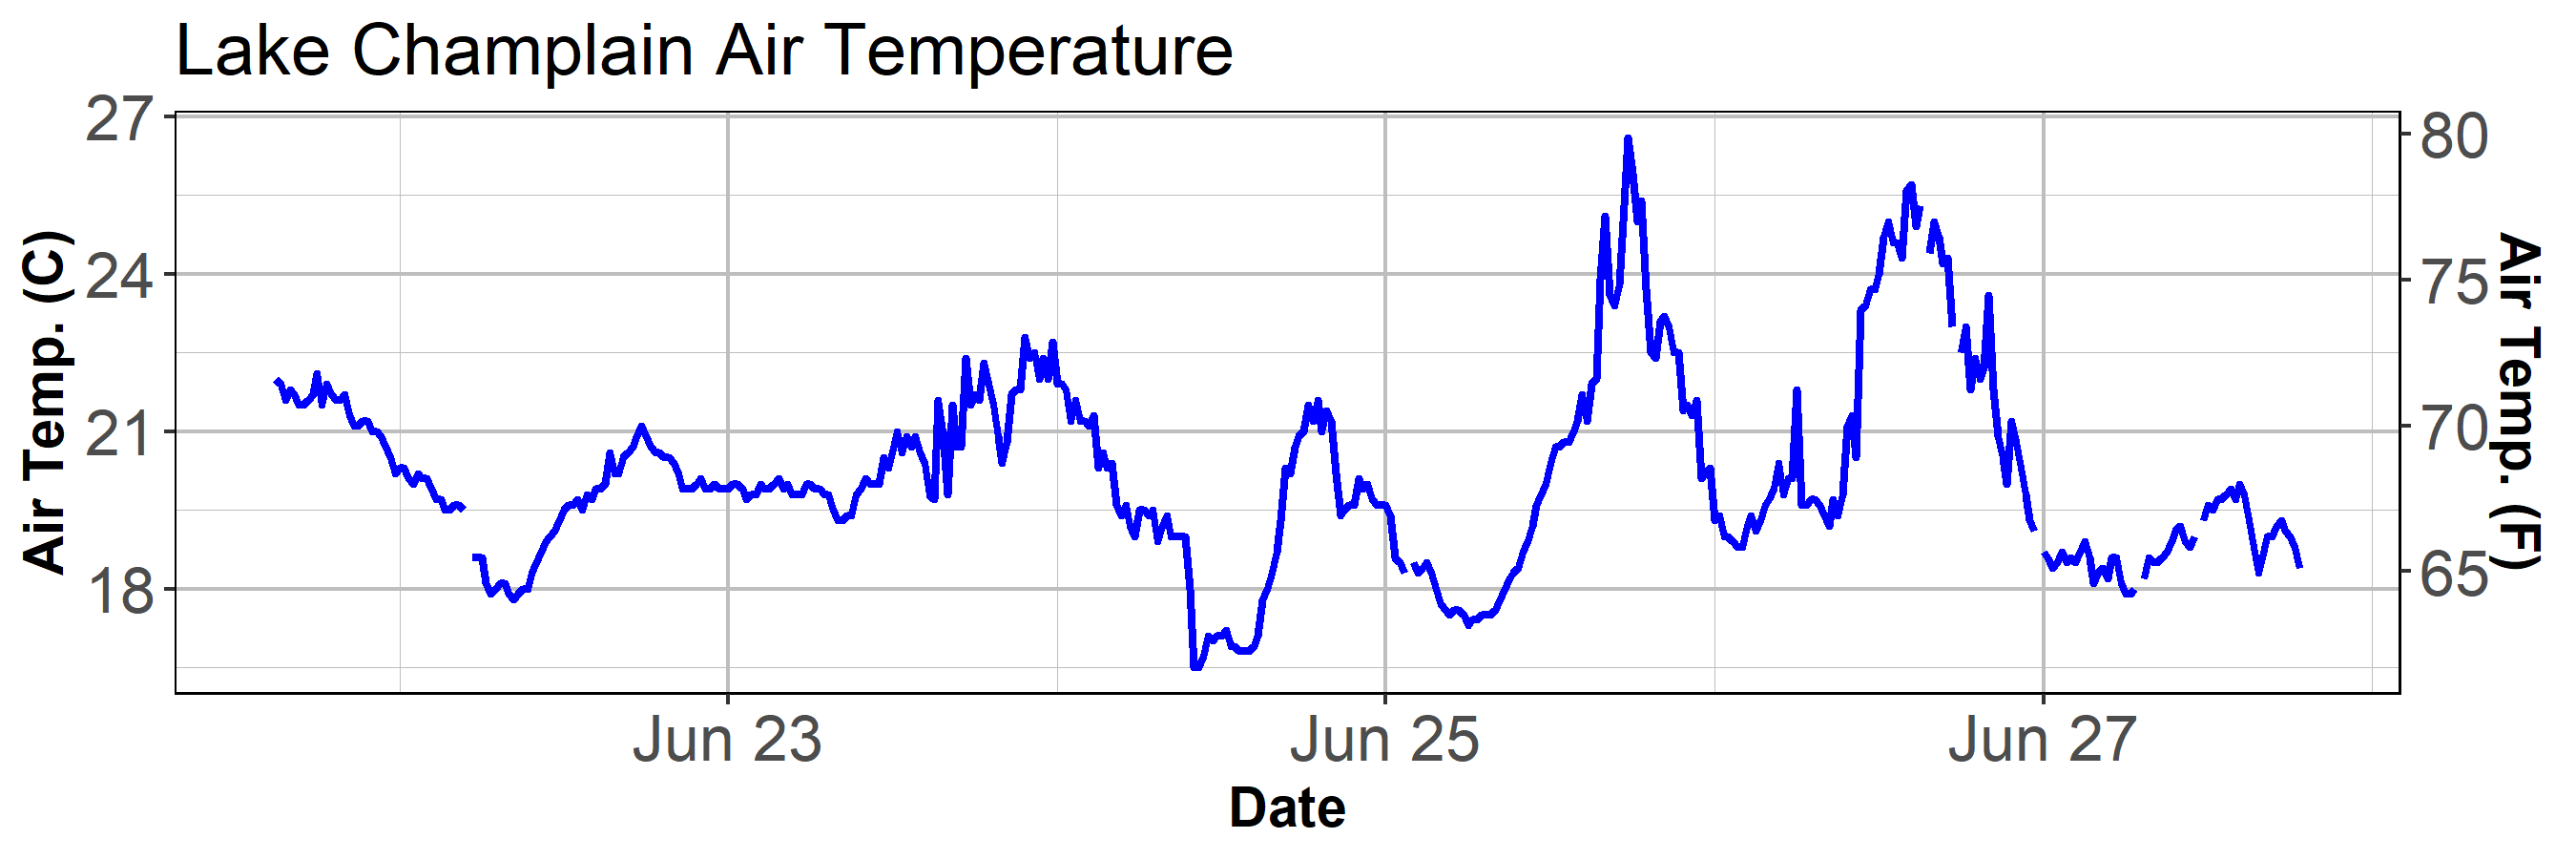 Lake Champlain Air Temperature
Air Temp. (C)
27
24
21
18
80
75
70
65
Air Temp. (F)
Jun 23
Jun 25
Jun 27
Date